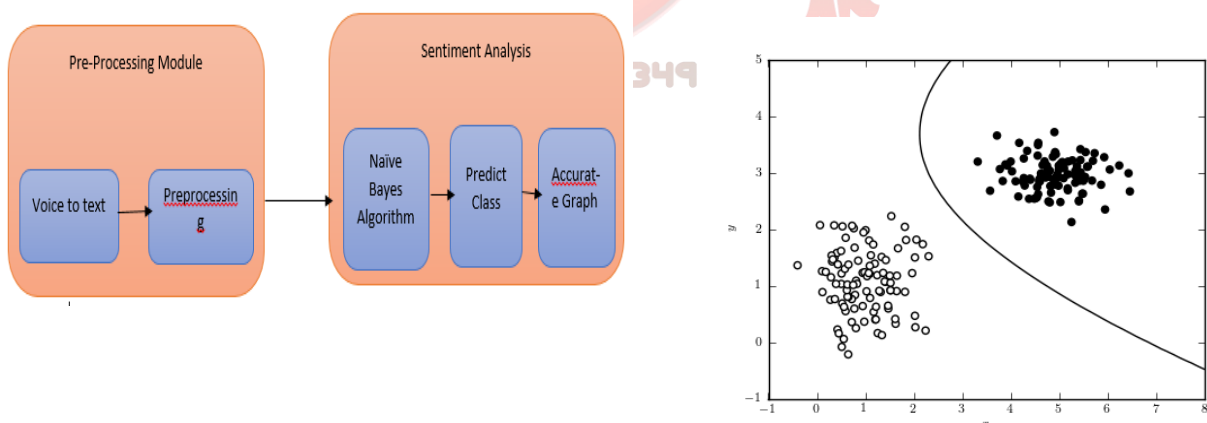 Pre-Processing Module
Voice to text
Preprocessin
g
Sentiment Analysis
Naïve
Bayes
Algorithm
Predict
Class
Accurat-
e Graph
5
4
3
2
1
0
−1
y
−1 0 1 2 3 4 5 6 7 8